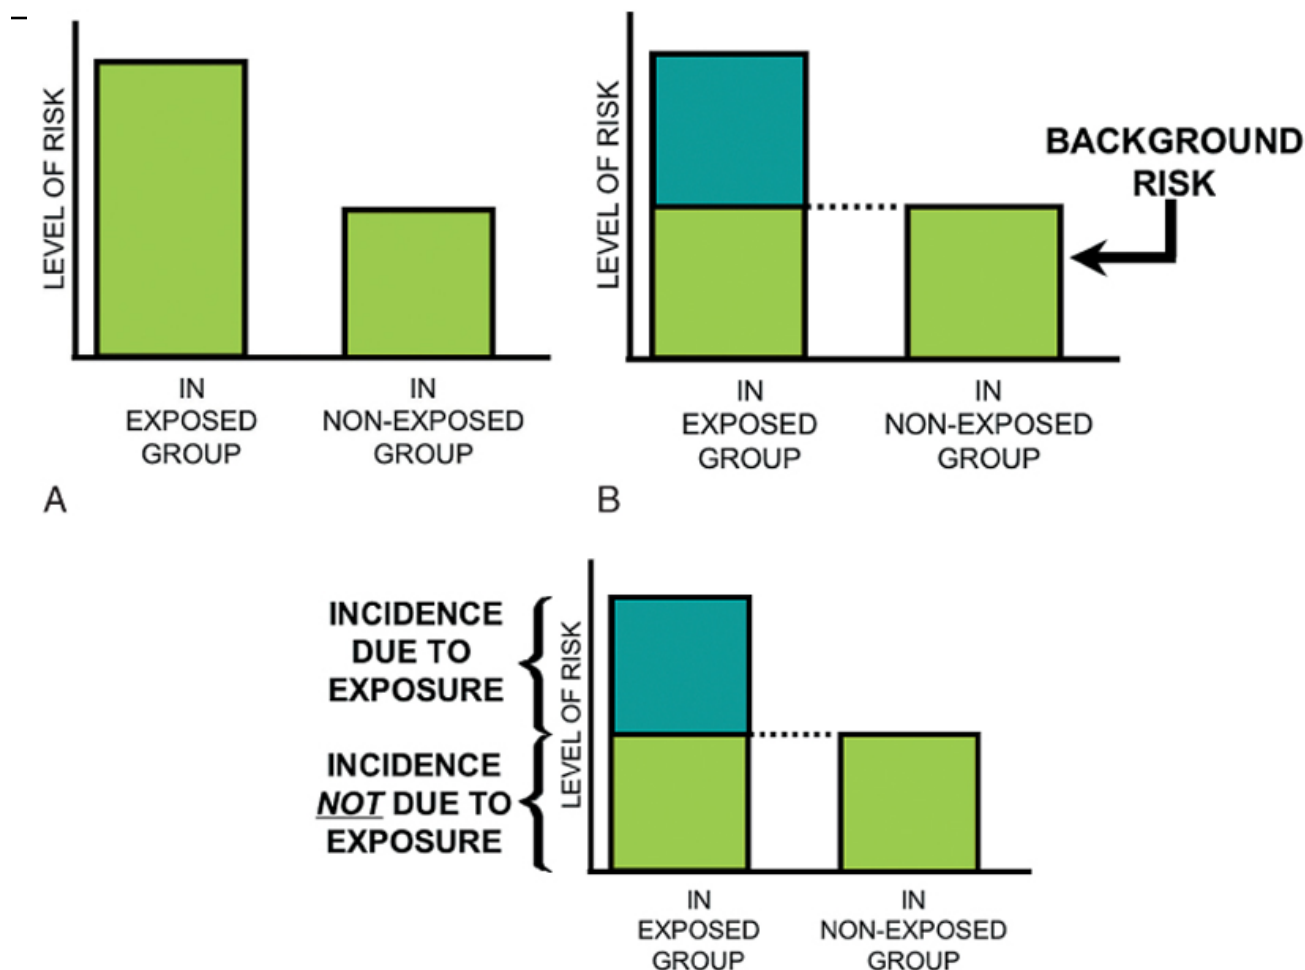 LEVEL OF RISK
IN
EXPOSED
GROUP
IN
NON-EXPOSED
GROUP
A
LEVEL OF RISK
BACKGROUND
RISK
IN
EXPOSED
GROUP
IN
NON-EXPOSED
GROUP
B
INCIDENCE
DUE TO
EXPOSURE
INCIDENCE
NOT DUE TO
EXPOSURE
LEVEL OF RISK
IN
EXPOSED
GROUP
IN
NON-EXPOSED
GROUP